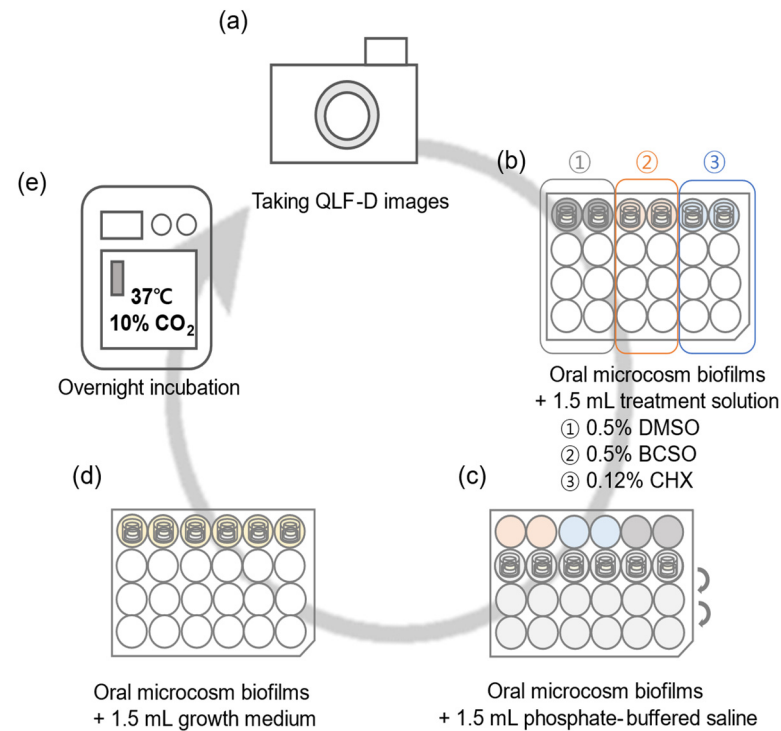 (a)
Taking QLF-D images
(b)
① ② ③
Oral microcosm biofilms
+ 1.5 mL treatment solution
① 0.5% DMSO
② 0.5% BCSO
③ 0.12% CHX
(c)
Oral microcosm biofilms
+ 1.5 mL phosphate-buffered saline
(d)
Oral microcosm biofilms
+ 1.5 mL growth medium
(e)
37℃
10% CO₂
Overnight incubation